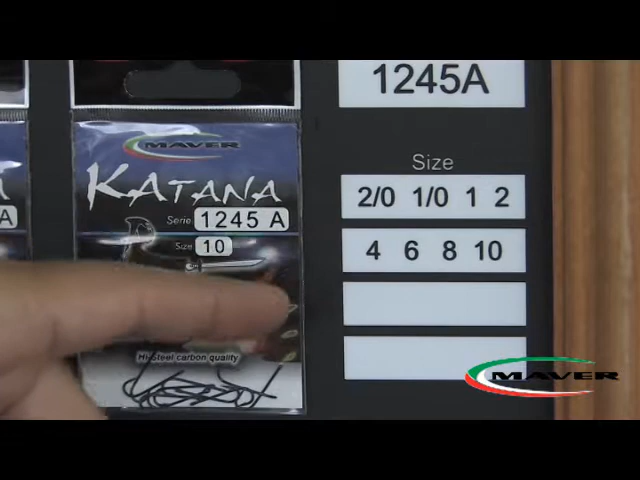 1245A
MAVER
KATANA
Serie 1245 A
Size 10
Hi-Steel carbon quality
A
Size
2/0 1/0 1 2
4 6 8 10
MAVER